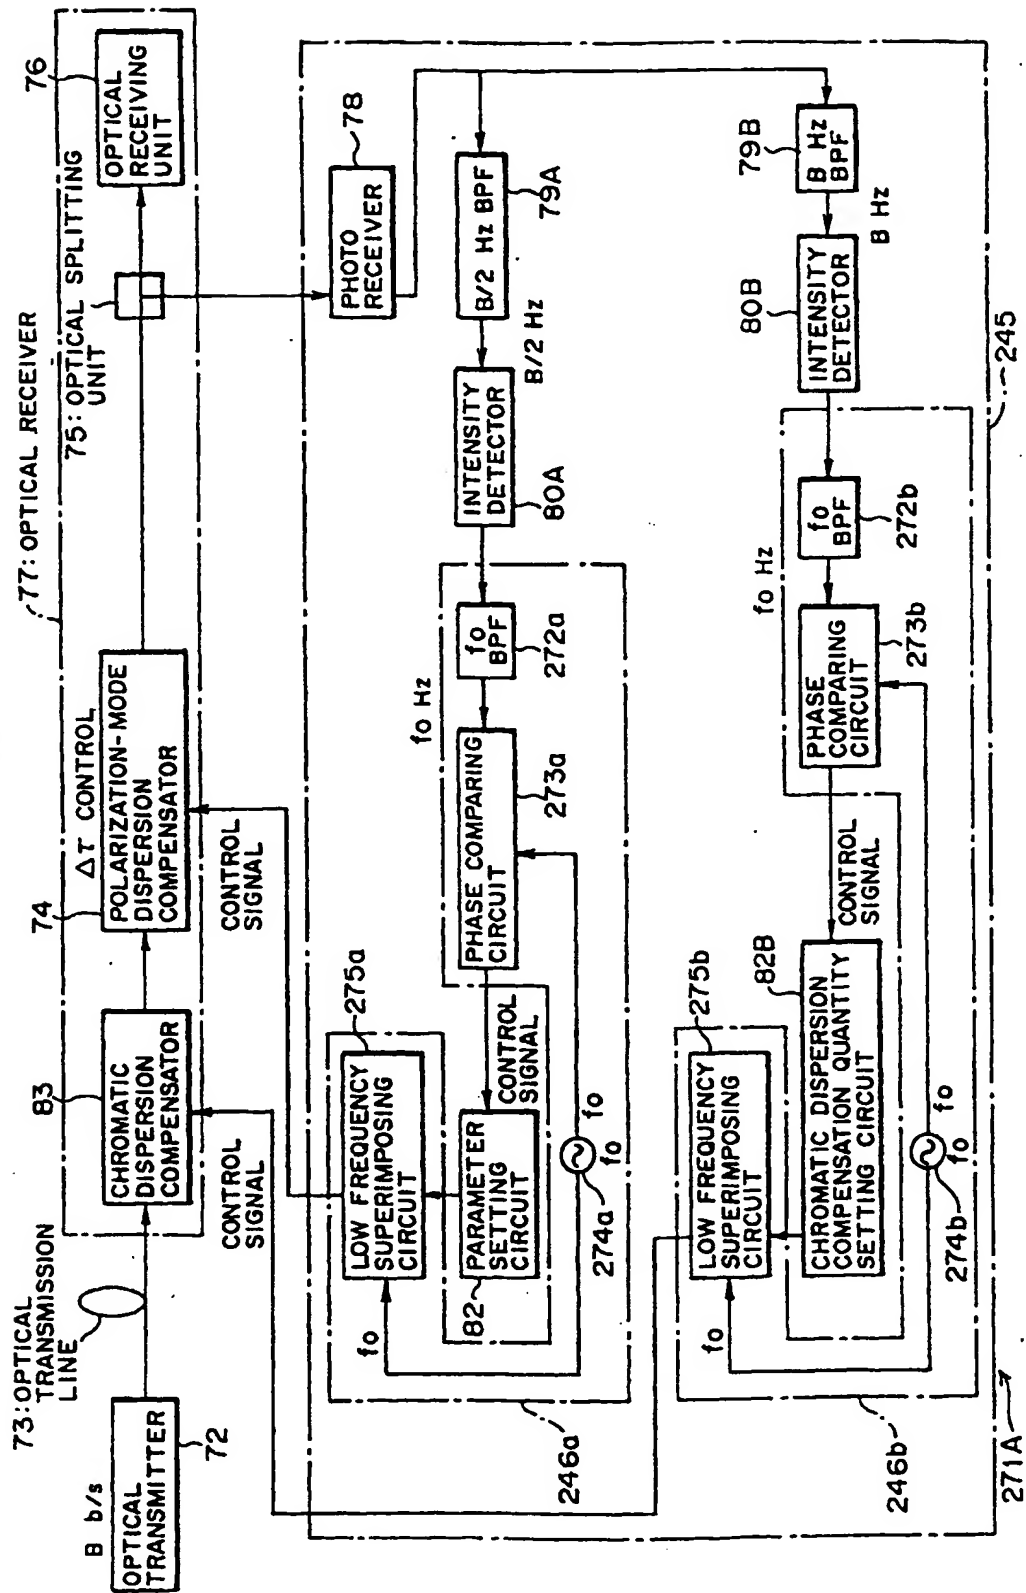 77: OPTICAL RECEIVER
73: OPTICAL
TRANSMISSION
LINE
B b/s
OPTICAL
TRANSMITTER
72
83
CHROMATIC
DISPERSION
COMPENSATOR
74
Δτ CONTROL
POLARIZATION-MODE
DISPERSION
COMPENSATOR
75: OPTICAL SPLITTING
UNIT
76
OPTICAL
RECEIVING
UNIT
CONTROL
SIGNAL
CONTROL
SIGNAL
PHOTO
RECEIVER
78
B/2 Hz BPF
79A
B/2 Hz
INTENSITY
DETECTOR
80A
fo Hz
fo
BPF
272a
PHASE COMPARING
CIRCUIT
273a
CONTROL
SIGNAL
275a
LOW FREQUENCY
SUPERIMPOSING
CIRCUIT
PARAMETER
SETTING
CIRCUIT
82
fo
fo
fo
274a
246a
79B
B Hz
BPF
B Hz
80B
INTENSITY
DETECTOR
fo Hz
fo
BPF
272b
PHASE
COMPARING
CIRCUIT
273b
CONTROL
SIGNAL
82B
CHROMATIC DISPERSION
COMPENSATION QUANTITY
SETTING CIRCUIT
275b
LOW FREQUENCY
SUPERIMPOSING
CIRCUIT
fo
fo
fo
274b
246b
245
271A